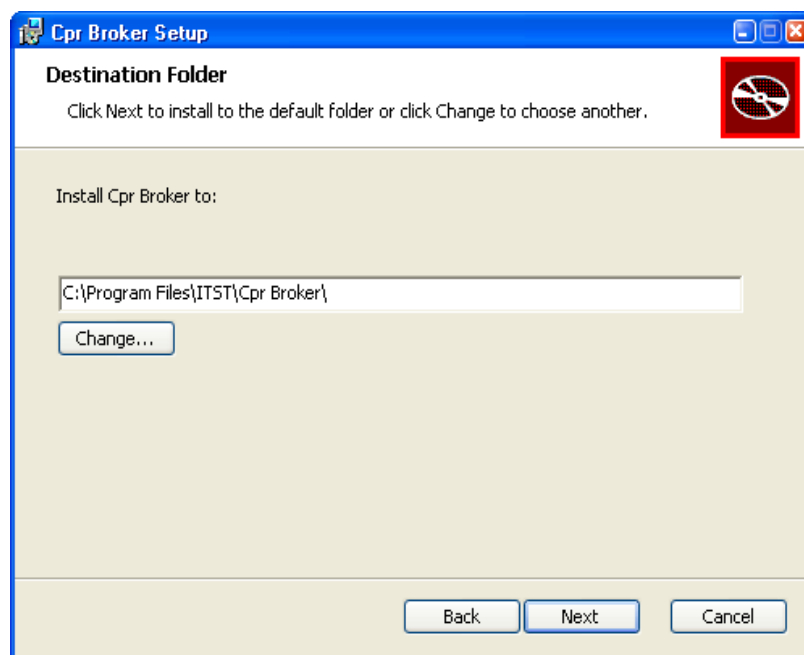 Cpr Broker Setup
Destination Folder
Click Next to install to the default folder or click Change to choose another.
Install Cpr Broker to:
C:\Program Files\ITST\Cpr Broker\
Change...
Back Next Cancel